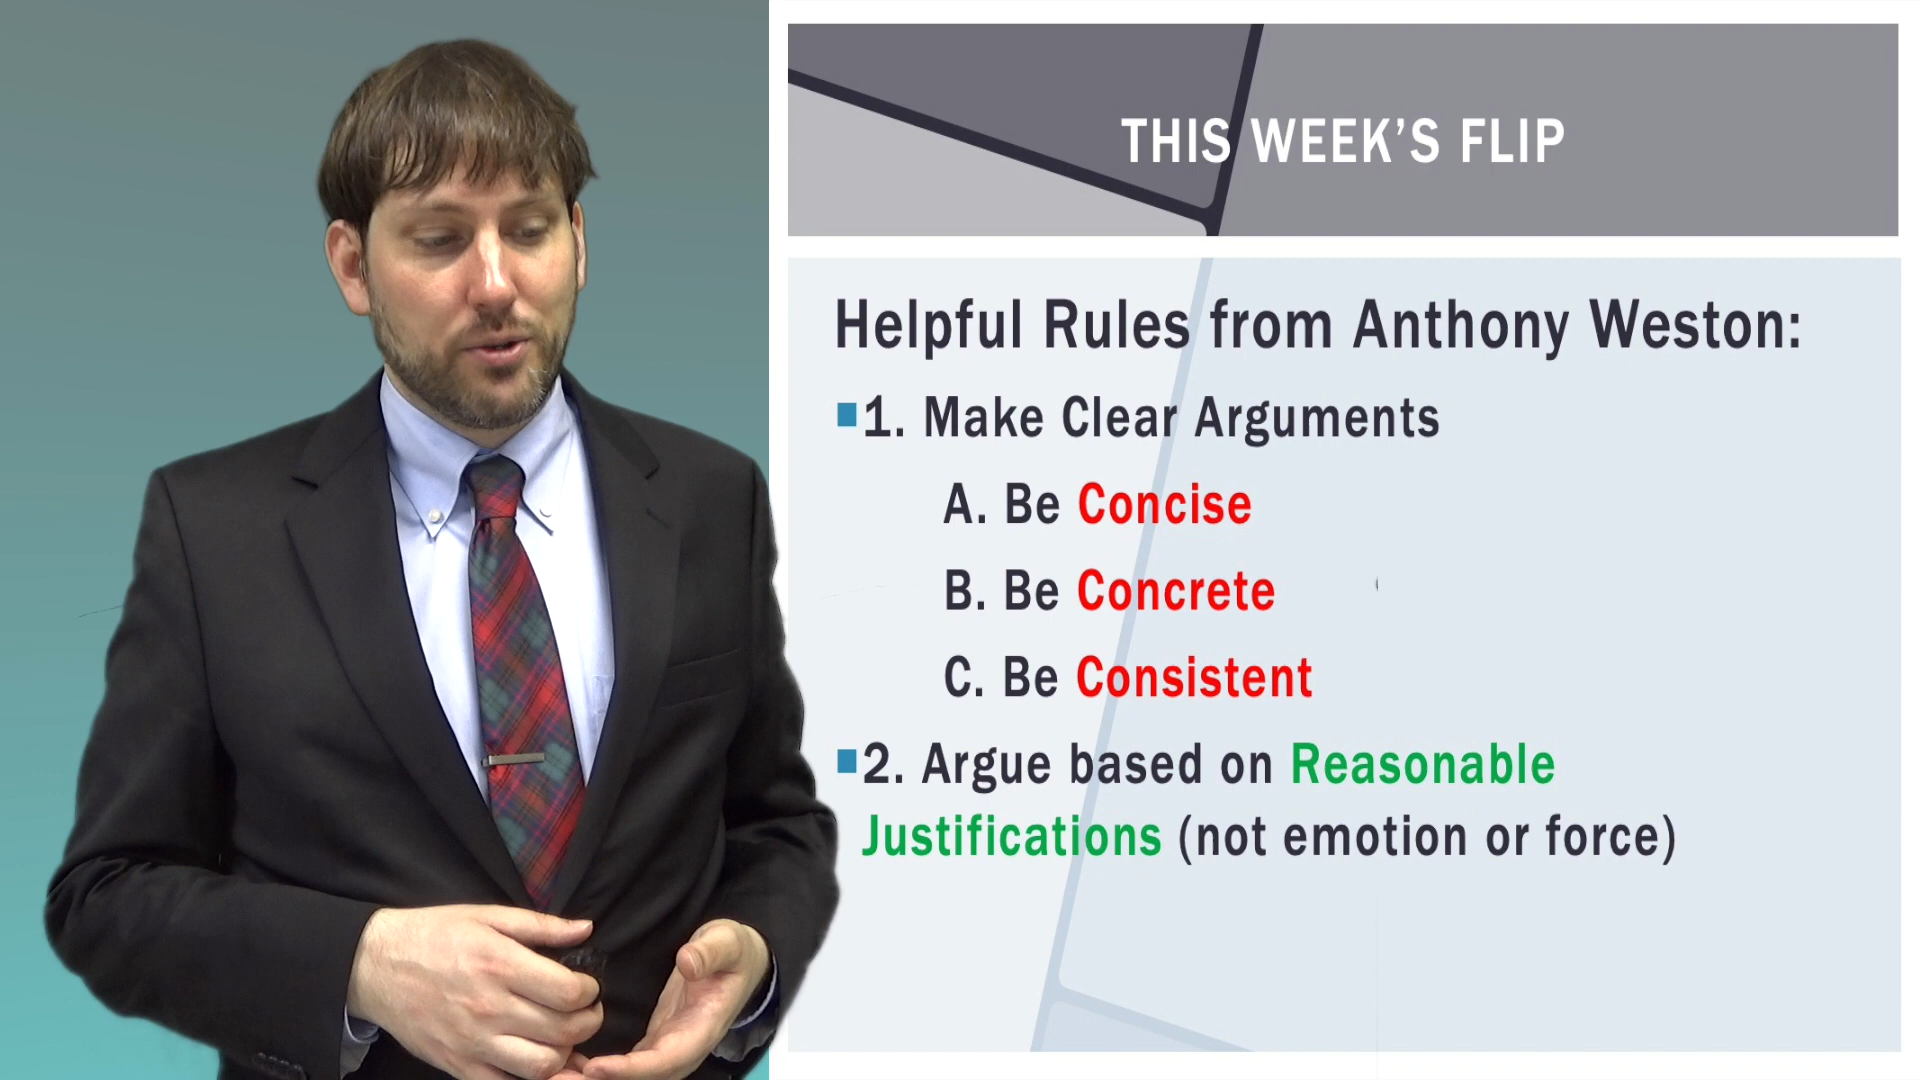 THIS WEEK’S FLIP
Helpful Rules from Anthony Weston:
1. Make Clear Arguments
A. Be Concise
B. Be Concrete
C. Be Consistent
2. Argue based on Reasonable
Justifications (not emotion or force)